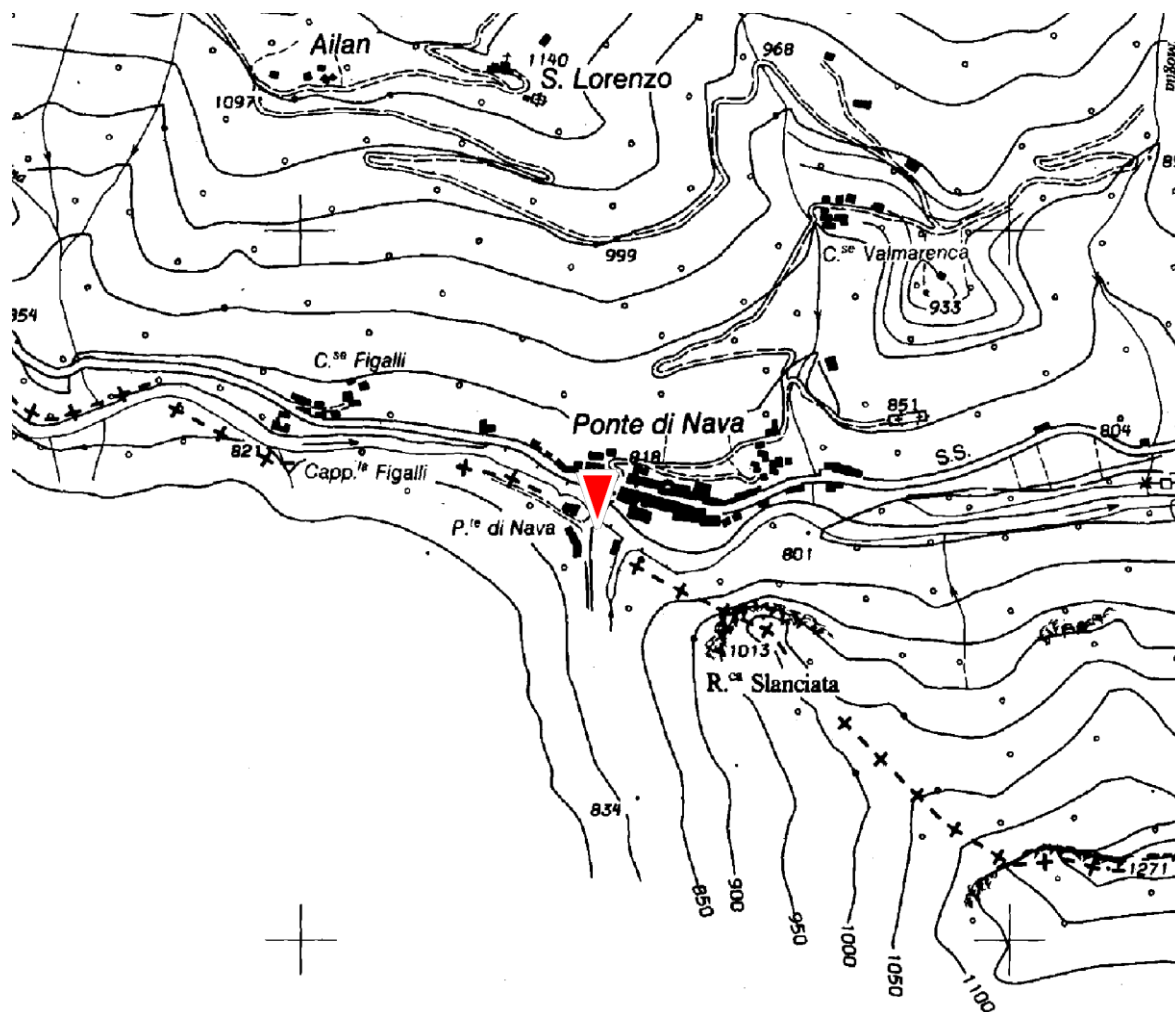 Ailan
1140
S. Lorenzo
968
1097
999
C.se Valmarenca
933
854
C.se Figalli
851
804
Ponte di Nava
S.S.
818
821
Capp.la Figalli
P.te di Nava
801
1013
R.ca Slanciata
834
1271
850
900
950
1000
1050
1100